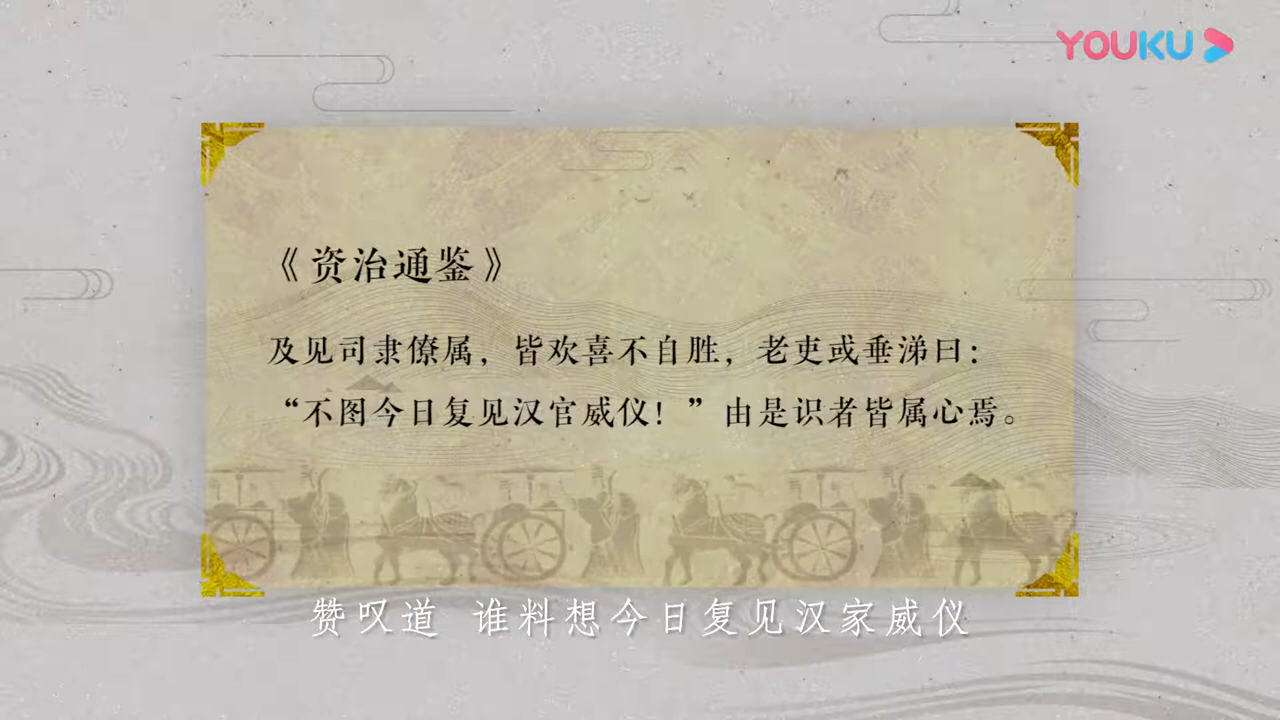 YOUKU
《资治通鉴》
及见司隶僚属，皆欢喜不自胜，老吏或垂涕曰：
“不图今日复见汉官威仪！”由是识者皆属心焉。
赞叹道 谁料想今日复见汉家威仪